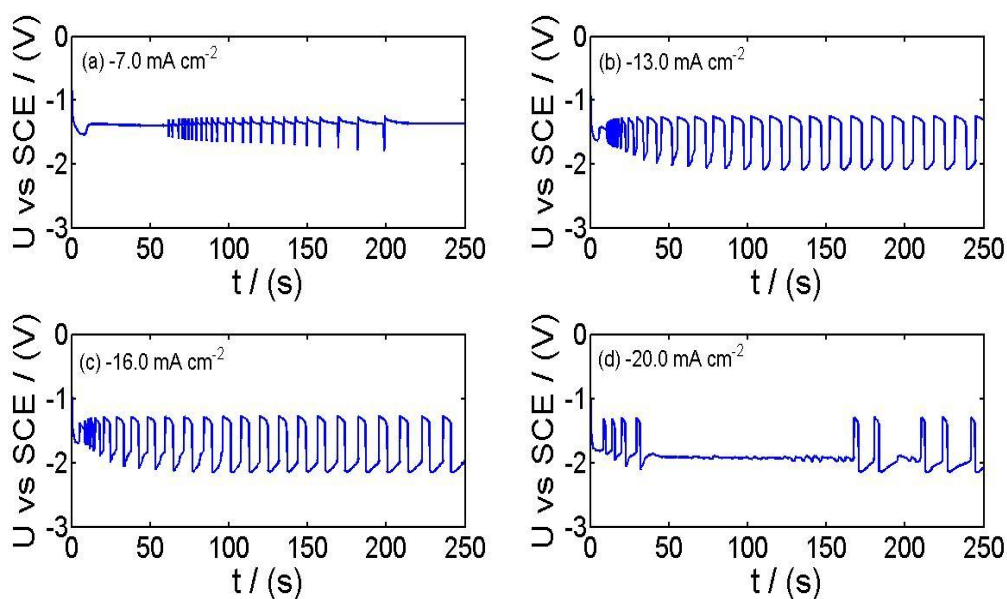 (a) -7.0 mA cm-2
U vs SCE / (V)
0
-1
-2
-3
0 50 100 150 200 250
t / (s)
(b) -13.0 mA cm-2
U vs SCE / (V)
0
-1
-2
-3
0 50 100 150 200 250
t / (s)
(c) -16.0 mA cm-2
U vs SCE / (V)
0
-1
-2
-3
0 50 100 150 200 250
t / (s)
(d) -20.0 mA cm-2
U vs SCE / (V)
0
-1
-2
-3
0 50 100 150 200 250
t / (s)